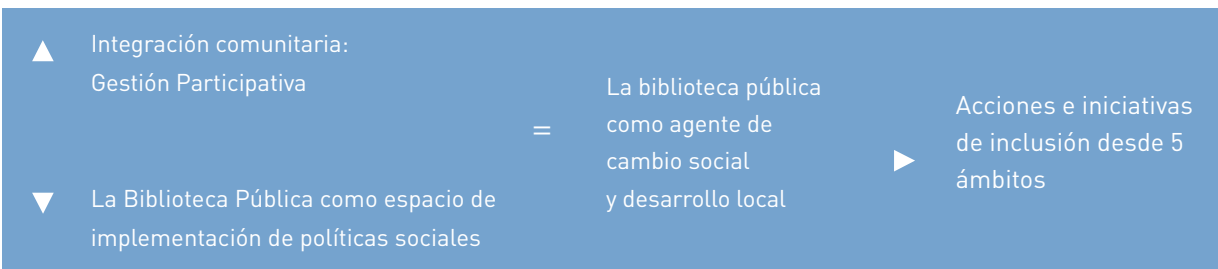 ▲ Integración comunitaria:
Gestión Participativa
▼ La Biblioteca Pública como espacio de
implementación de políticas sociales
=
La biblioteca pública
como agente de
cambio social
y desarrollo local
▶ Acciones e iniciativas
de inclusión desde 5
ámbitos